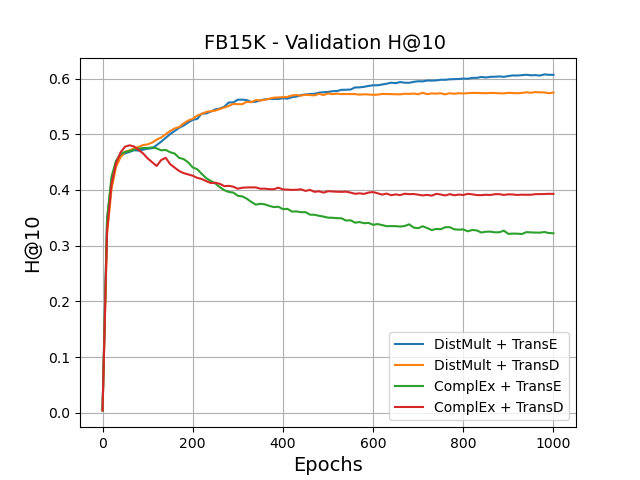 FB15K - Validation H@10
H@10
0.6
0.5
0.4
0.3
0.2
0.1
0.0
0
200
400
600
800
1000
Epochs
DistMult + TransE
DistMult + TransD
ComplEx + TransE
ComplEx + TransD